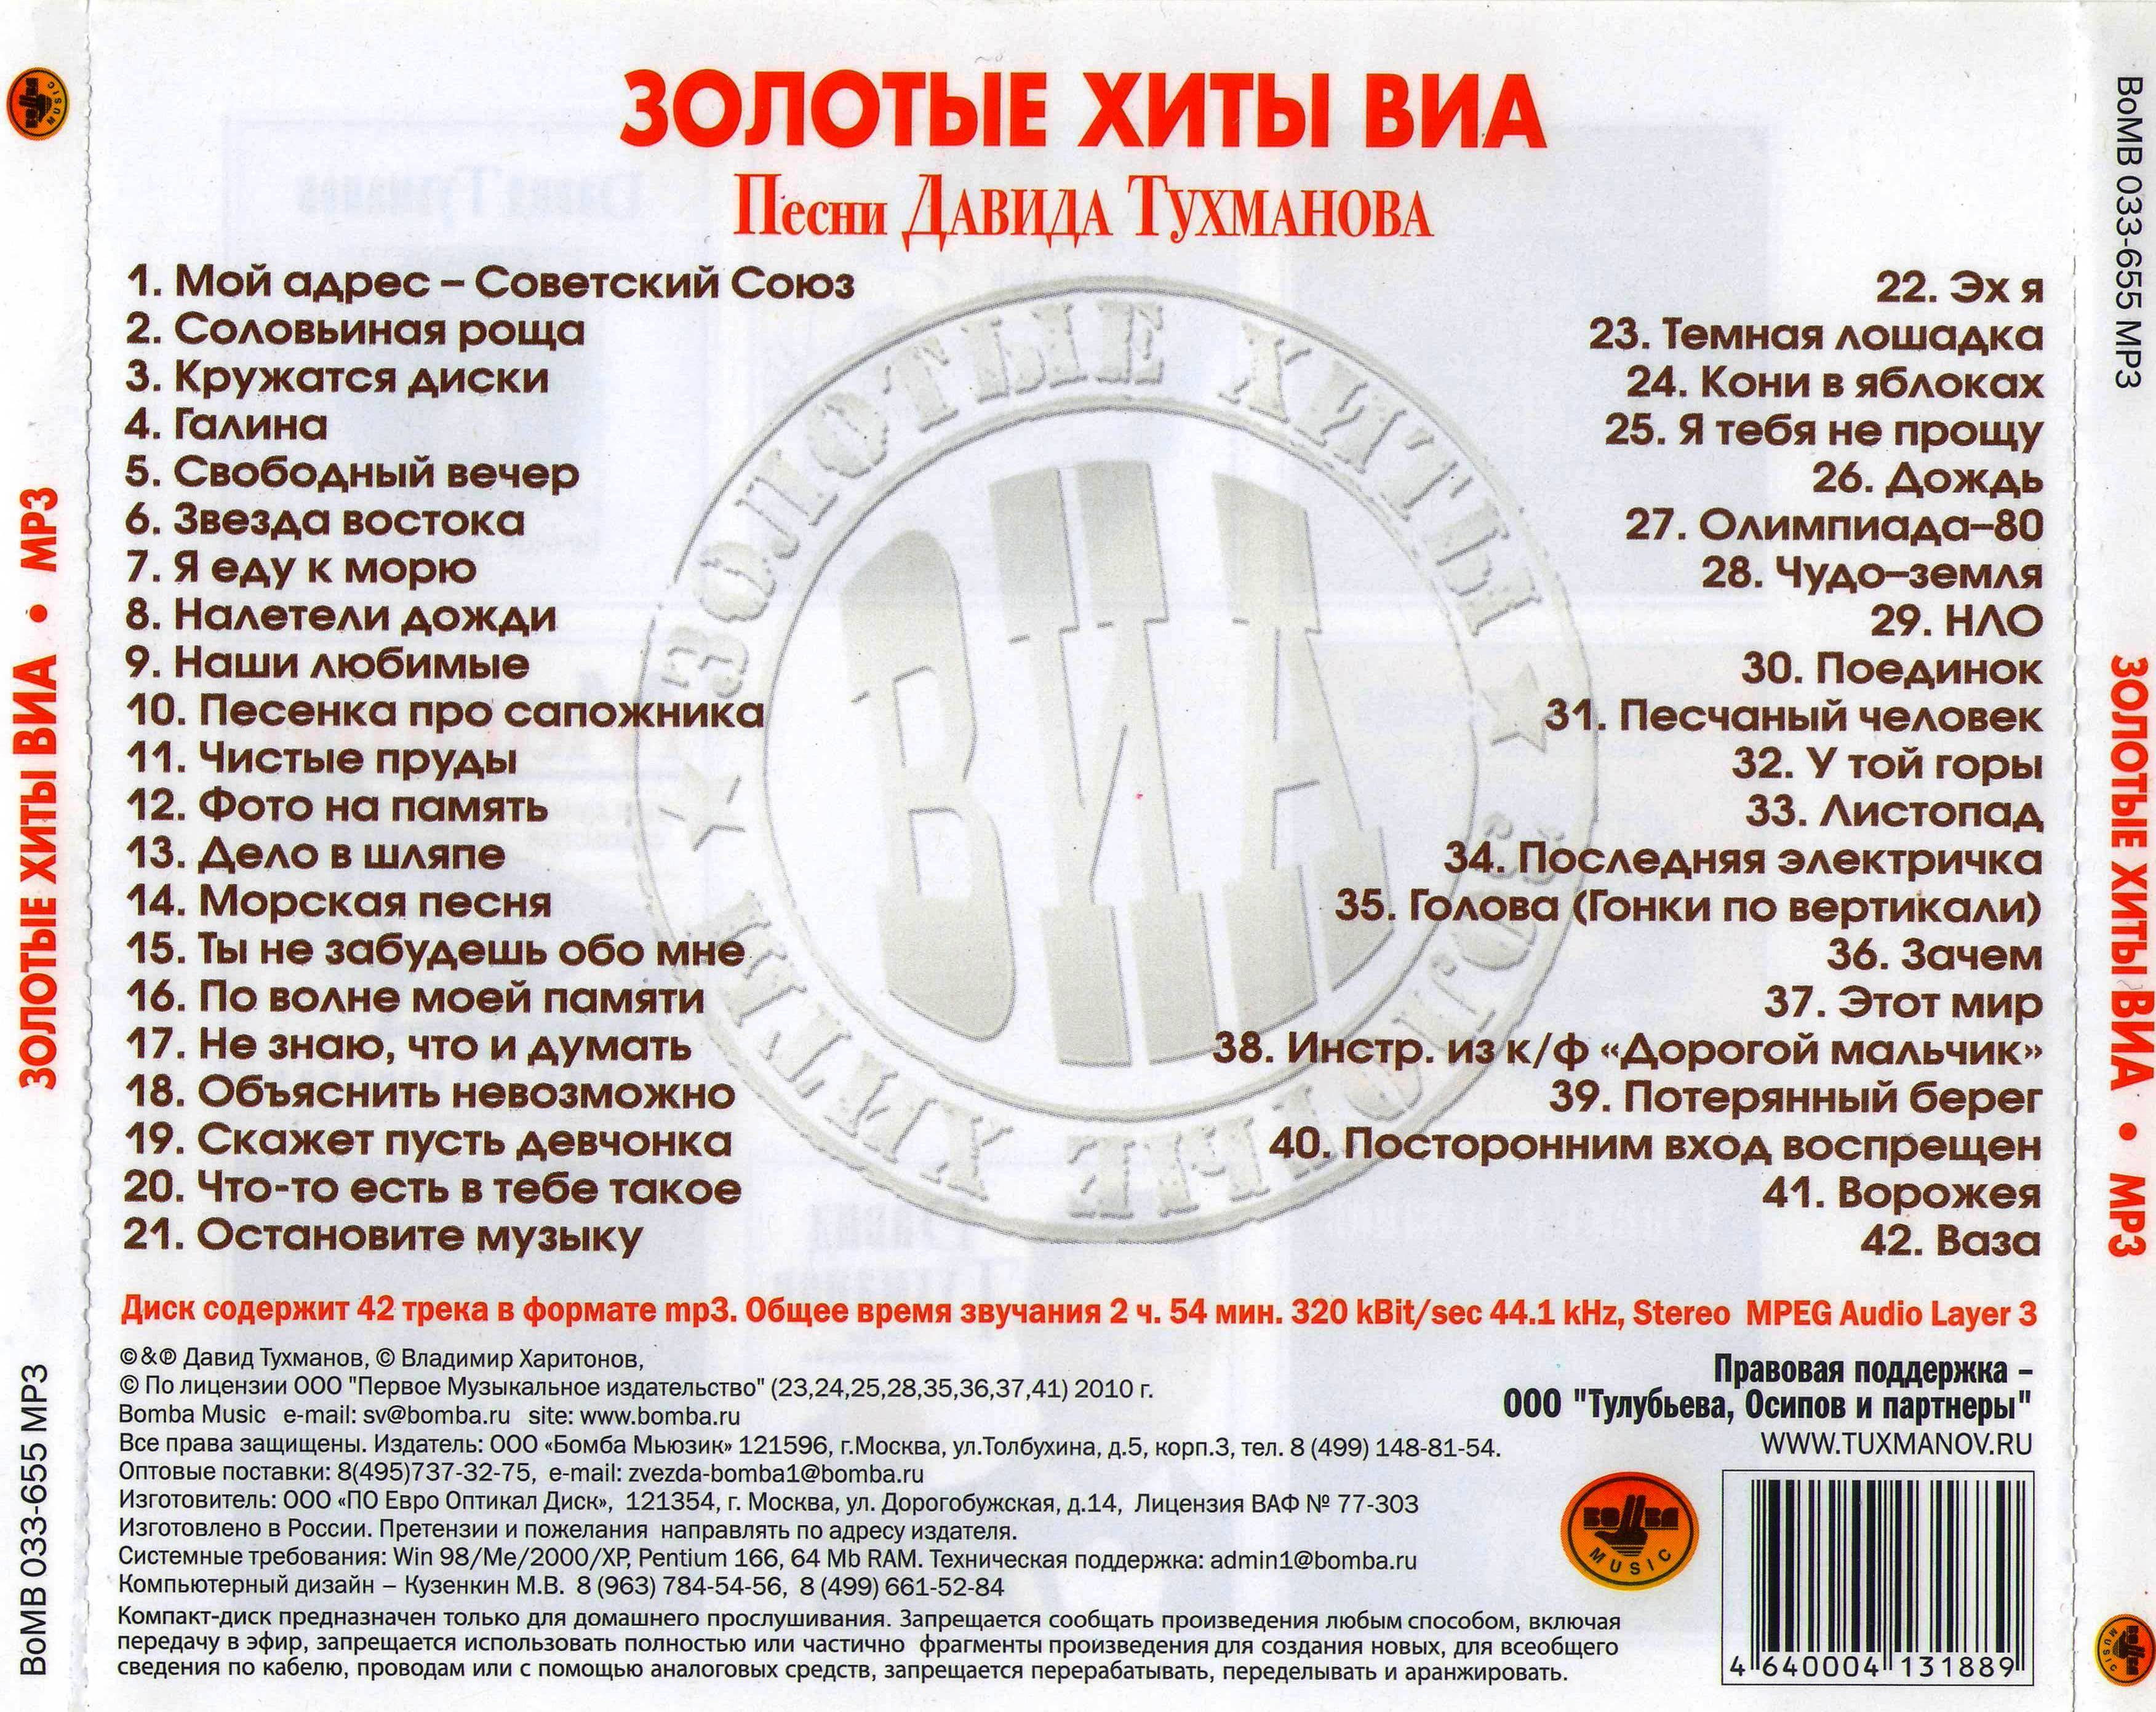 ЗОЛОТЫЕ ХИТЫ ВИА
Песни ДАВИДА ТУХМАНОВА
1. Мой адрес – Советский Союз
2. Соловьиная роща
3. Кружатся диски
4. Галина
5. Свободный вечер
6. Звезда востока
7. Я еду к морю
8. Налетели дожди
9. Наши любимые
10. Песенка про сапожника
11. Чистые пруды
12. Фото на память
13. Дело в шляпе
14. Морская песня
15. Ты не забудешь обо мне
16. По волне моей памяти
17. Не знаю, что и думать
18. Объяснить невозможно
19. Скажет пусть девчонка
20. Что-то есть в тебе такое
21. Остановите музыку
22. Эх я
23. Темная лошадка
24. Кони в яблоках
25. Я тебя не прощу
26. Дождь
27. Олимпиада–80
28. Чудо–земля
29. НЛО
30. Поединок
31. Песчаный человек
32. У той горы
33. Листопад
34. Последняя электричка
35. Голова (Гонки по вертикали)
36. Зачем
37. Этот мир
38. Инстр. из к/ф «Дорогой мальчик»
39. Потерянный берег
40. Посторонним вход воспрещен
41. Ворожея
42. Ваза
ЗОЛОТЫЕ ХИТЫ ★ ЗОЛОТЫЕ ХИТЫ ★
ВИА
Диск содержит 42 трека в формате mp3. Общее время звучания 2 ч. 54 мин. 320 kBit/sec 44.1 kHz, Stereo MPEG Audio Layer 3
©&℗ Давид Тухманов, © Владимир Харитонов,
© По лицензии ООО "Первое Музыкальное издательство" (23,24,25,28,35,36,37,41) 2010 г.
Bomba Music e-mail: sv@bomba.ru site: www.bomba.ru
Все права защищены. Издатель: ООО «Бомба Мьюзик» 121596, г.Москва, ул.Толбухина, д.5, корп.3, тел. 8 (499) 148-81-54.
Оптовые поставки: 8(495)737-32-75, e-mail: zvezda-bomba1@bomba.ru
Изготовитель: ООО «ПО Евро Оптикал Диск», 121354, г. Москва, ул. Дорогобужская, д.14, Лицензия ВАФ № 77-303
Изготовлено в России. Претензии и пожелания направлять по адресу издателя.
Системные требования: Win 98/Me/2000/XP, Pentium 166, 64 Mb RAM. Техническая поддержка: admin1@bomba.ru
Компьютерный дизайн – Кузенкин М.В. 8 (963) 784-54-56, 8 (499) 661-52-84
Компакт-диск предназначен только для домашнего прослушивания. Запрещается сообщать произведения любым способом, включая
передачу в эфир, запрещается использовать полностью или частично фрагменты произведения для создания новых, для всеобщего
сведения по кабелю, проводам или с помощью аналоговых средств, запрещается перерабатывать, переделывать и аранжировать.
Правовая поддержка –
ООО "Тулубьева, Осипов и партнеры"
WWW.TUXMANOV.RU
MUSIC
4 640004 131889
ЗОЛОТЫЕ ХИТЫ ВИА • MP3
BoMB 033-655 MP3
BoMB 033-655 MP3
ЗОЛОТЫЕ ХИТЫ ВИА • MP3